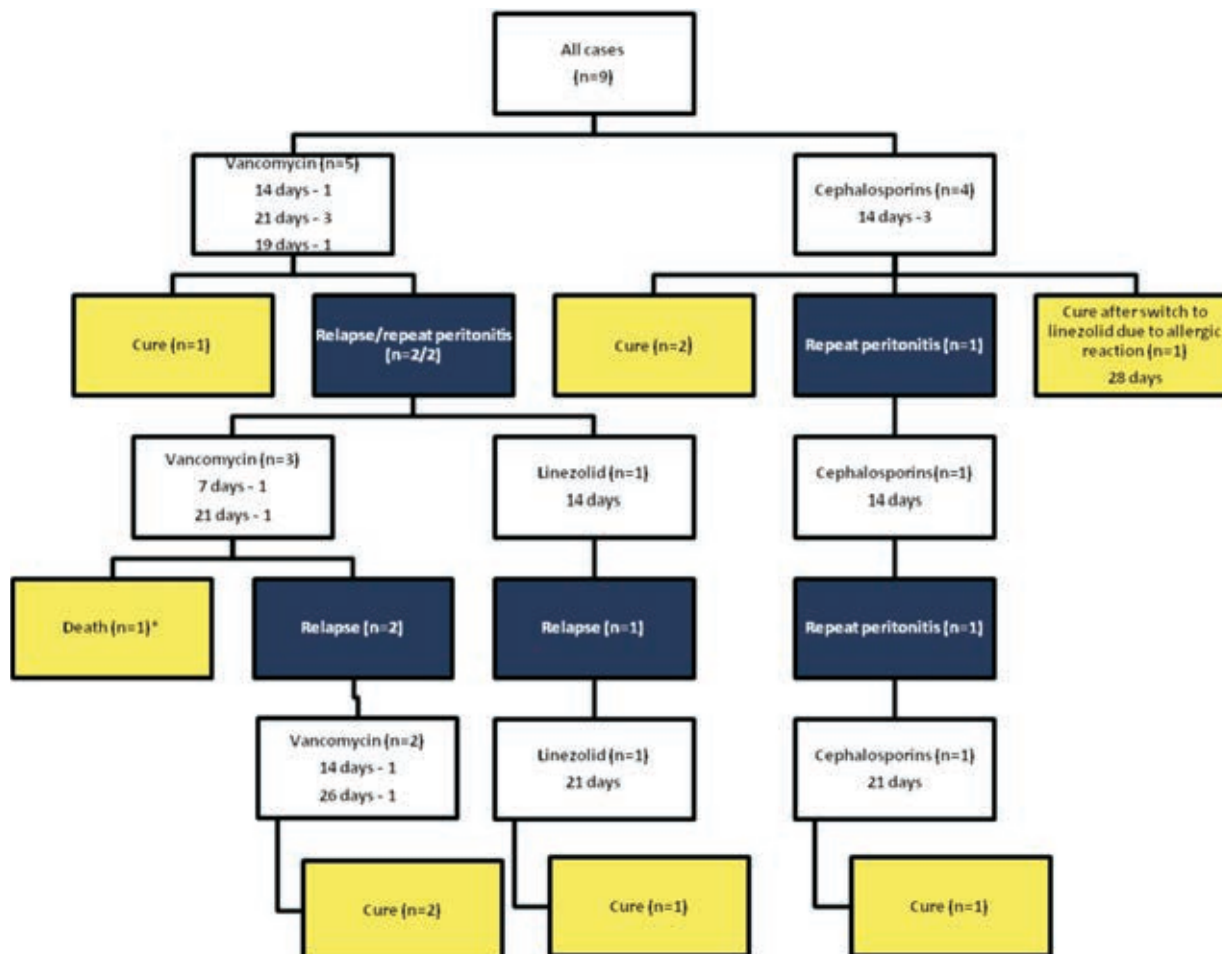 All cases
(n=9)
Vancomycin (n=5)
14 days - 1
21 days - 3
19 days - 1
Cephalosporins (n=4)
14 days -3
Cure (n=1)
Relapse/repeat peritonitis
(n=2/2)
Cure (n=2)
Repeat peritonitis (n=1)
Cure after switch to
linezolid due to allergic
reaction (n=1)
28 days
Vancomycin (n=3)
7 days - 1
21 days - 1
Linezolid (n=1)
14 days
Cephalosporins(n=1)
14 days
Death (n=1)*
Relapse (n=2)
Relapse (n=1)
Repeat peritonitis (n=1)
Vancomycin (n=2)
14 days - 1
26 days - 1
Linezolid (n=1)
21 days
Cephalosporins (n=1)
21 days
Cure (n=2)
Cure (n=1)
Cure (n=1)